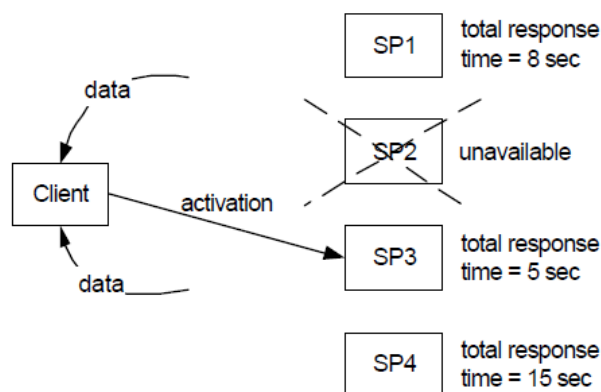 SP1
total response
time = 8 sec
data
SP2
unavailable
Client
activation
SP3
total response
time = 5 sec
data
SP4
total response
time = 15 sec